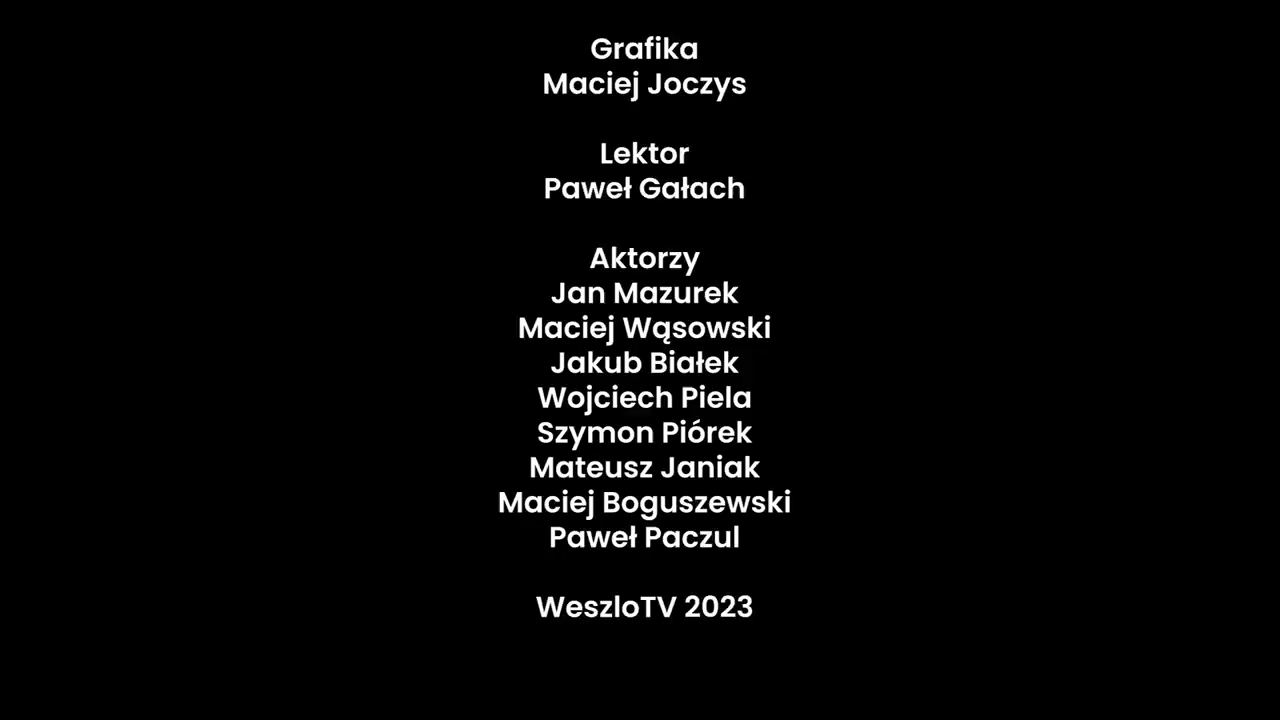 Grafika
Maciej Joczys
Lektor
Paweł Gałach
Aktorzy
Jan Mazurek
Maciej Wąsowski
Jakub Białek
Wojciech Piela
Szymon Piórek
Mateusz Janiak
Maciej Boguszewski
Paweł Paczul
WeszloTV 2023